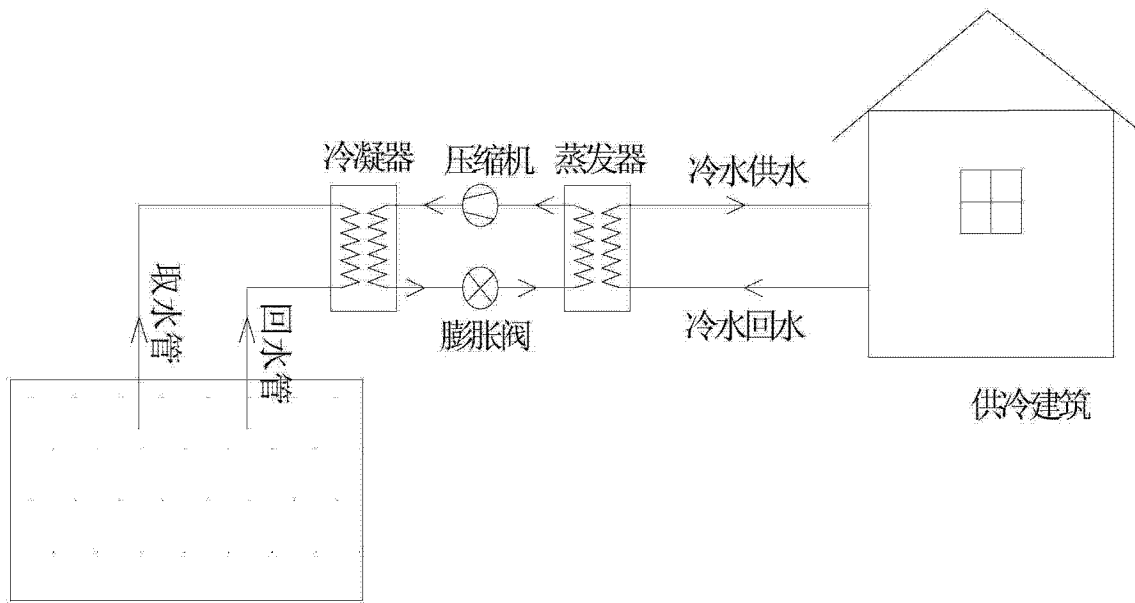 冷凝器
压缩机
蒸发器
冷水供水
取水管
回水管
膨胀阀
冷水回水
供冷建筑